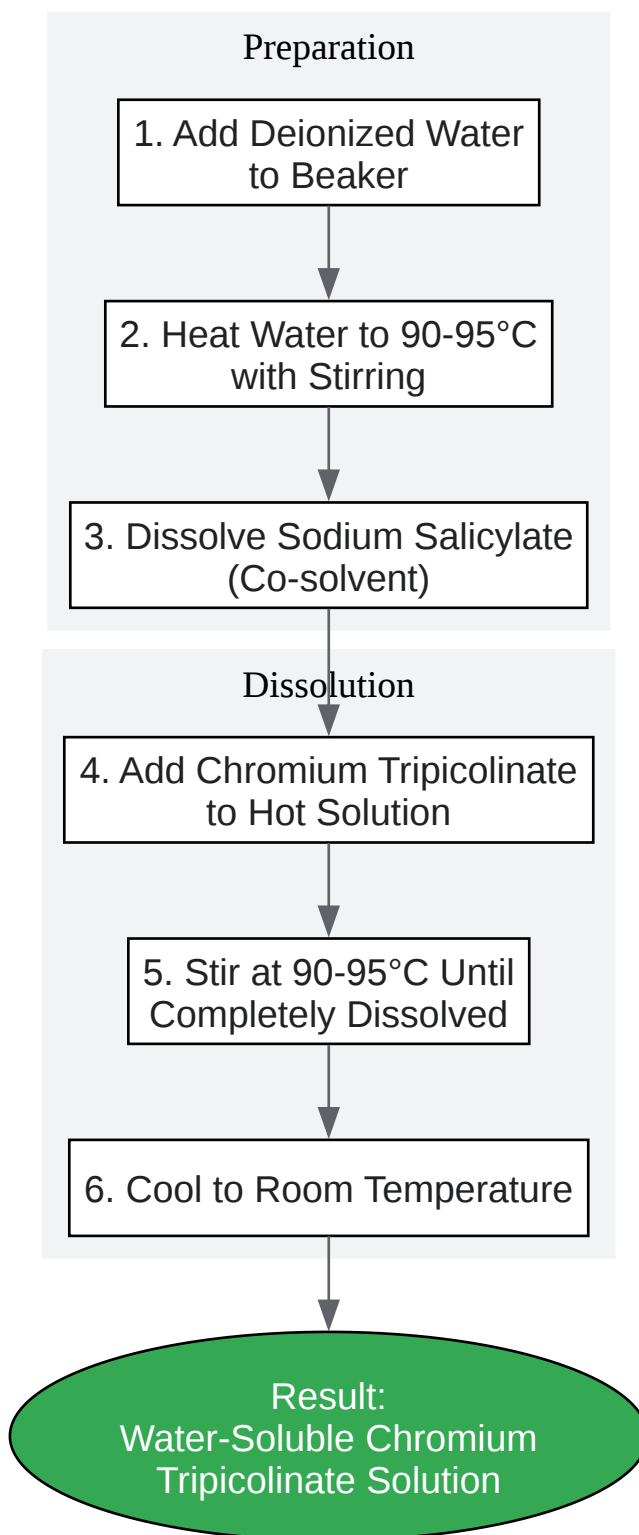 Preparation
1. Add Deionized Water
to Beaker
2. Heat Water to 90-95°C
with Stirring
3. Dissolve Sodium Salicylate
(Co-solvent)
Dissolution
4. Add Chromium Tripicolinate
to Hot Solution
5. Stir at 90-95°C Until
Completely Dissolved
6. Cool to Room Temperature
Result:
Water-Soluble Chromium
Tripicolinate Solution